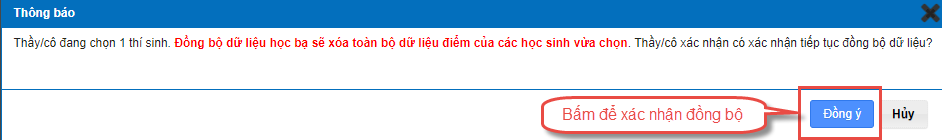 Thông báo
Thầy/cô đang chọn 1 thí sinh. Đồng bộ dữ liệu học bạ sẽ xóa toàn bộ dữ liệu điểm của các học sinh vừa chọn. Thầy/cô xác nhận có xác nhận tiếp tục đồng bộ dữ liệu?
Bấm để xác nhận đồng bộ
Đồng ý
Hủy